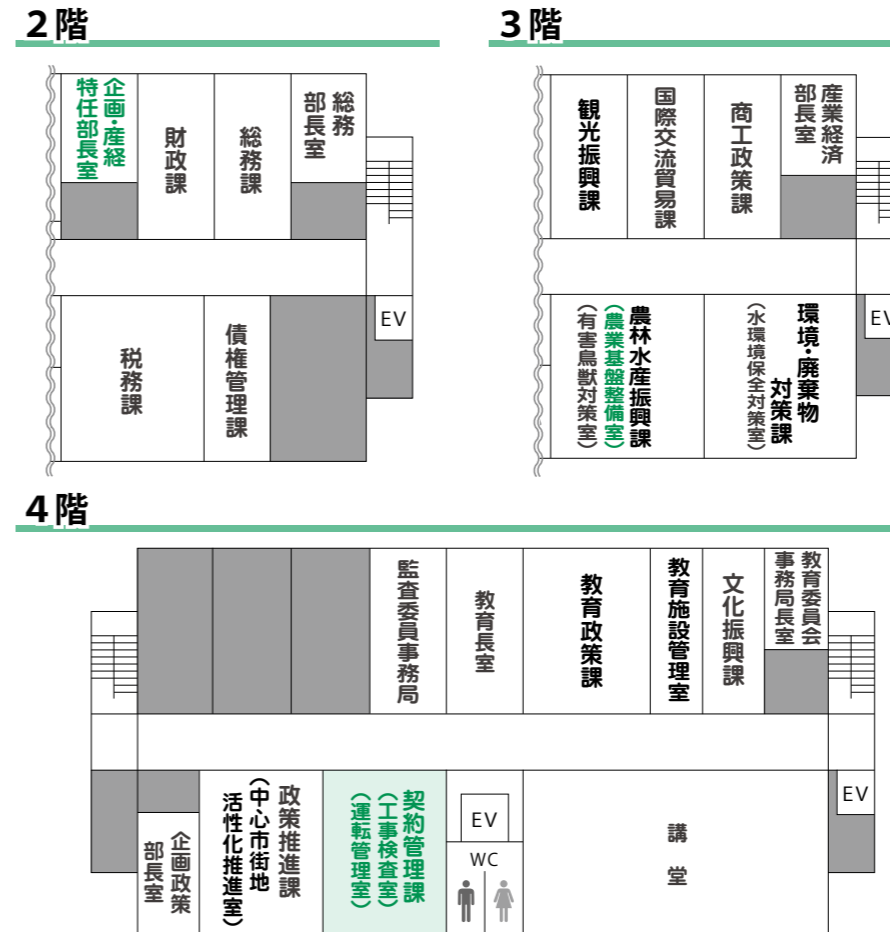 2階
企画・産経
特任部長室
財政課
総務課
総務
部長室
EV
税務課
債権管理課
3階
観光振興課
国際交流貿易課
商工政策課
産業経済
部長室
農林水産振興課
（農業基盤整備室）
（有害鳥獣対策室）
環境・廃棄物
対策課
（水環境保全対策室）
EV
4階
監査委員事務局
教育長室
教育政策課
教育施設管理室
文化振興課
教育委員会
事務局長室
企画政策
部長室
政策推進課
（中心市街地
活性化推進室）
契約管理課
（工事検査室）
（運転管理室）
EV
WC
講堂
EV